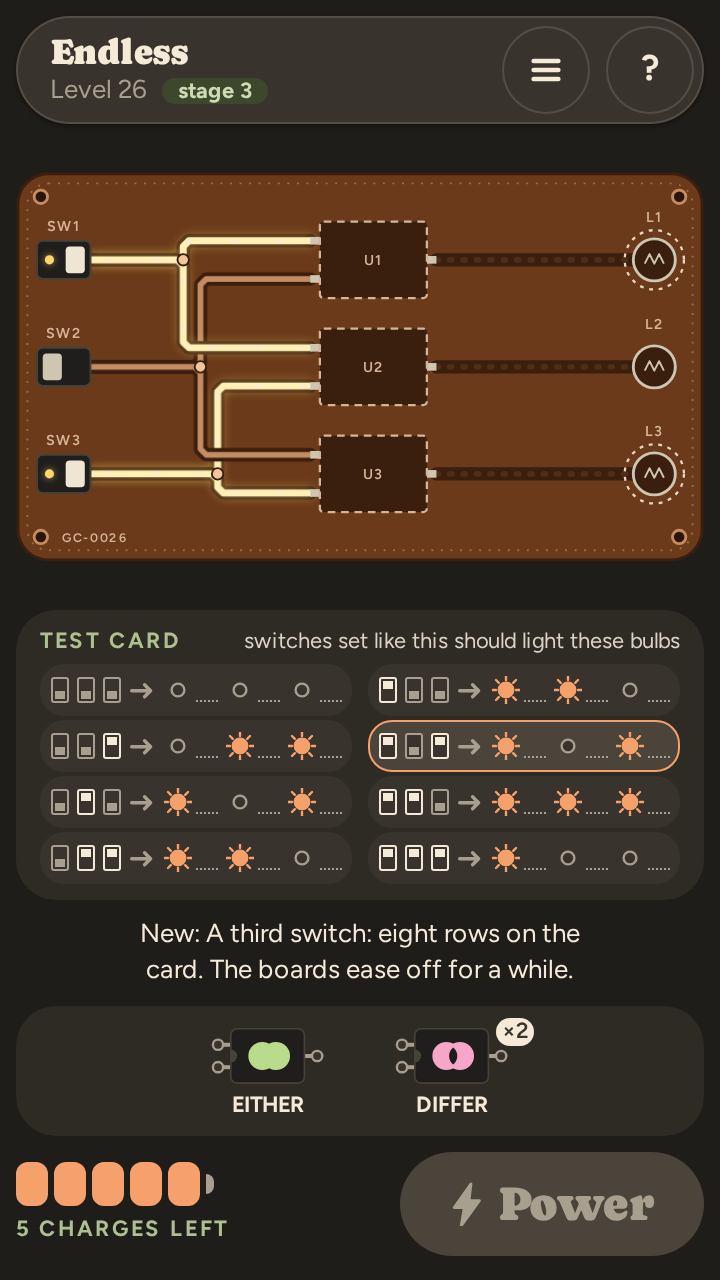 Endless
Level 26 stage 3
?
SW1
L1
U1
SW2
L2
U2
SW3
L3
U3
GC-0026
TEST CARD switches set like this should light these bulbs
New: A third switch: eight rows on the
card. The boards ease off for a while.
×2
EITHER DIFFER
5 CHARGES LEFT
Power